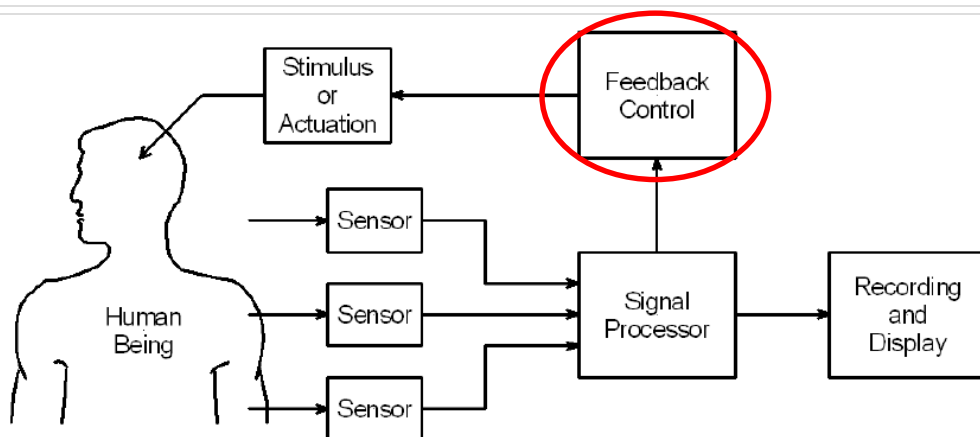 Stimulus
or
Actuation
Feedback
Control
Sensor
Sensor
Sensor
Human
Being
Signal
Processor
Recording
and
Display